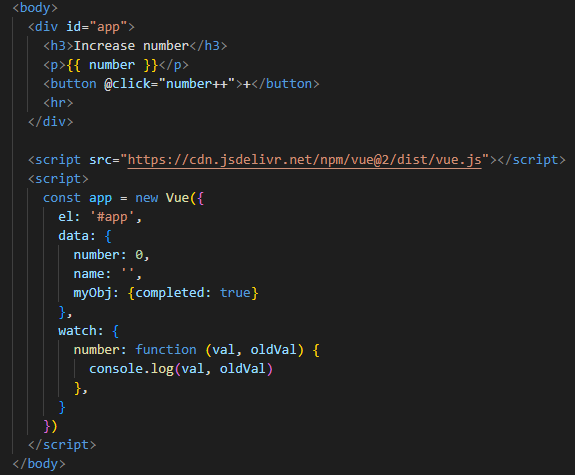 <body>
<div id="app">
<h3>Increase number</h3>
<p>{{ number }}</p>
<button @click="number++">+</button>
<hr>
</div>
<script src="https://cdn.jsdelivr.net/npm/vue@2/dist/vue.js"></script>
<script>
const app = new Vue({
el: '#app',
data: {
number: 0,
name: '',
myObj: {completed: true}
},
watch: {
number: function (val, oldVal) {
console.log(val, oldVal)
},
}
})
</script>
</body>